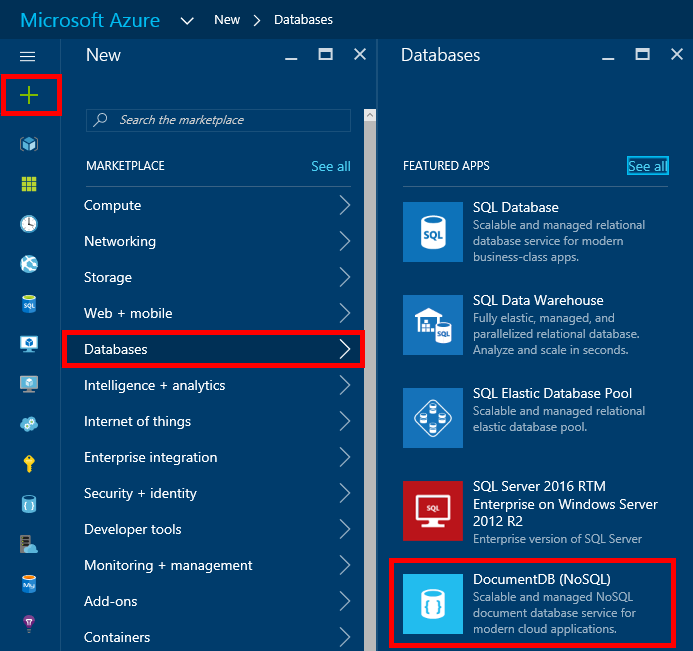 Microsoft Azure New Databases
New
Search the marketplace
MARKETPLACE See all
Compute
Networking
Storage
Web + mobile
Databases
Intelligence + analytics
Internet of things
Enterprise integration
Security + identity
Developer tools
Monitoring + management
Add-ons
Containers
Databases
FEATURED APPS See all
SQL
SQL Database
Scalable and managed relational
database service for modern
business-class apps.
SQL
SQL Data Warehouse
Fully elastic, managed, and
parallelized relational database.
Analyze and scale in seconds.
SQL Elastic Database Pool
Scalable and managed relational
elastic database pool.
SQL
SQL Server 2016 RTM
Enterprise on Windows Server
2012 R2
Enterprise version of SQL Server
{ }
DocumentDB (NoSQL)
Scalable and managed NoSQL
document database service for
modern cloud applications.